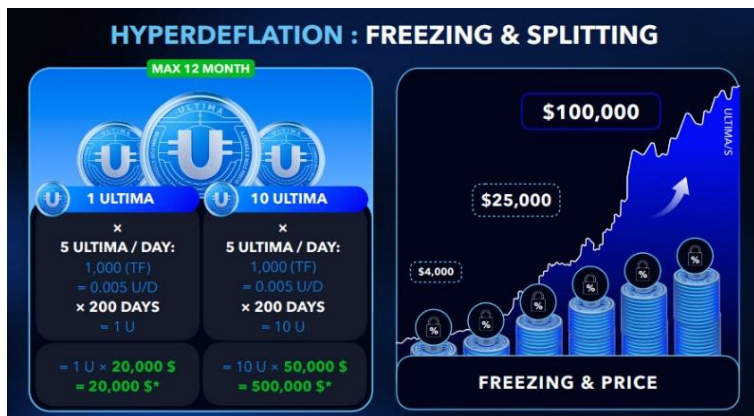 HYPERDEFLATION : FREEZING & SPLITTING
MAX 12 MONTH
ULTIMA
1 ULTIMA
×
5 ULTIMA / DAY:
1,000 (TF)
= 0.005 U/D
× 200 DAYS
= 1 U
= 1 U × 20,000 $
= 20,000 $*
10 ULTIMA
×
5 ULTIMA / DAY:
1,000 (TF)
= 0.005 U/D
× 200 DAYS
= 10 U
= 10 U × 50,000 $
= 500,000 $*
$100,000
ULTIMA/$
$25,000
$4,000
%
%
%
%
%
%
FREEZING & PRICE